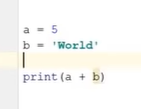 a = 5
b = 'World'
print(a + b)